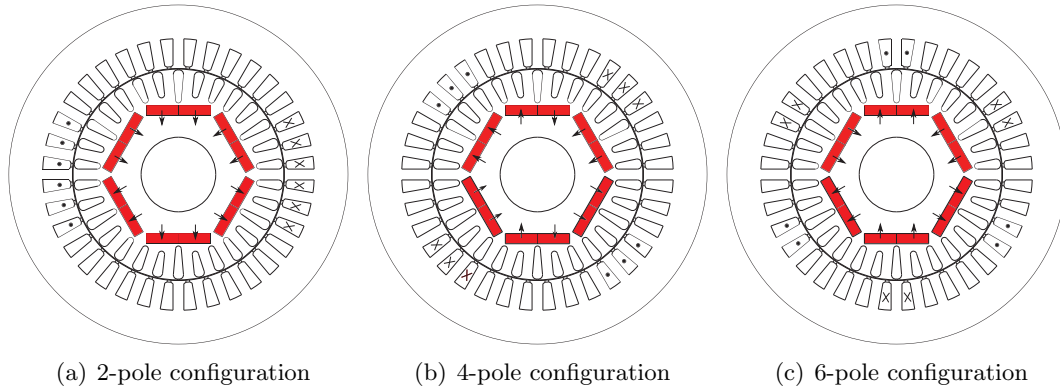 (a) 2-pole configuration
(b) 4-pole configuration
(c) 6-pole configuration